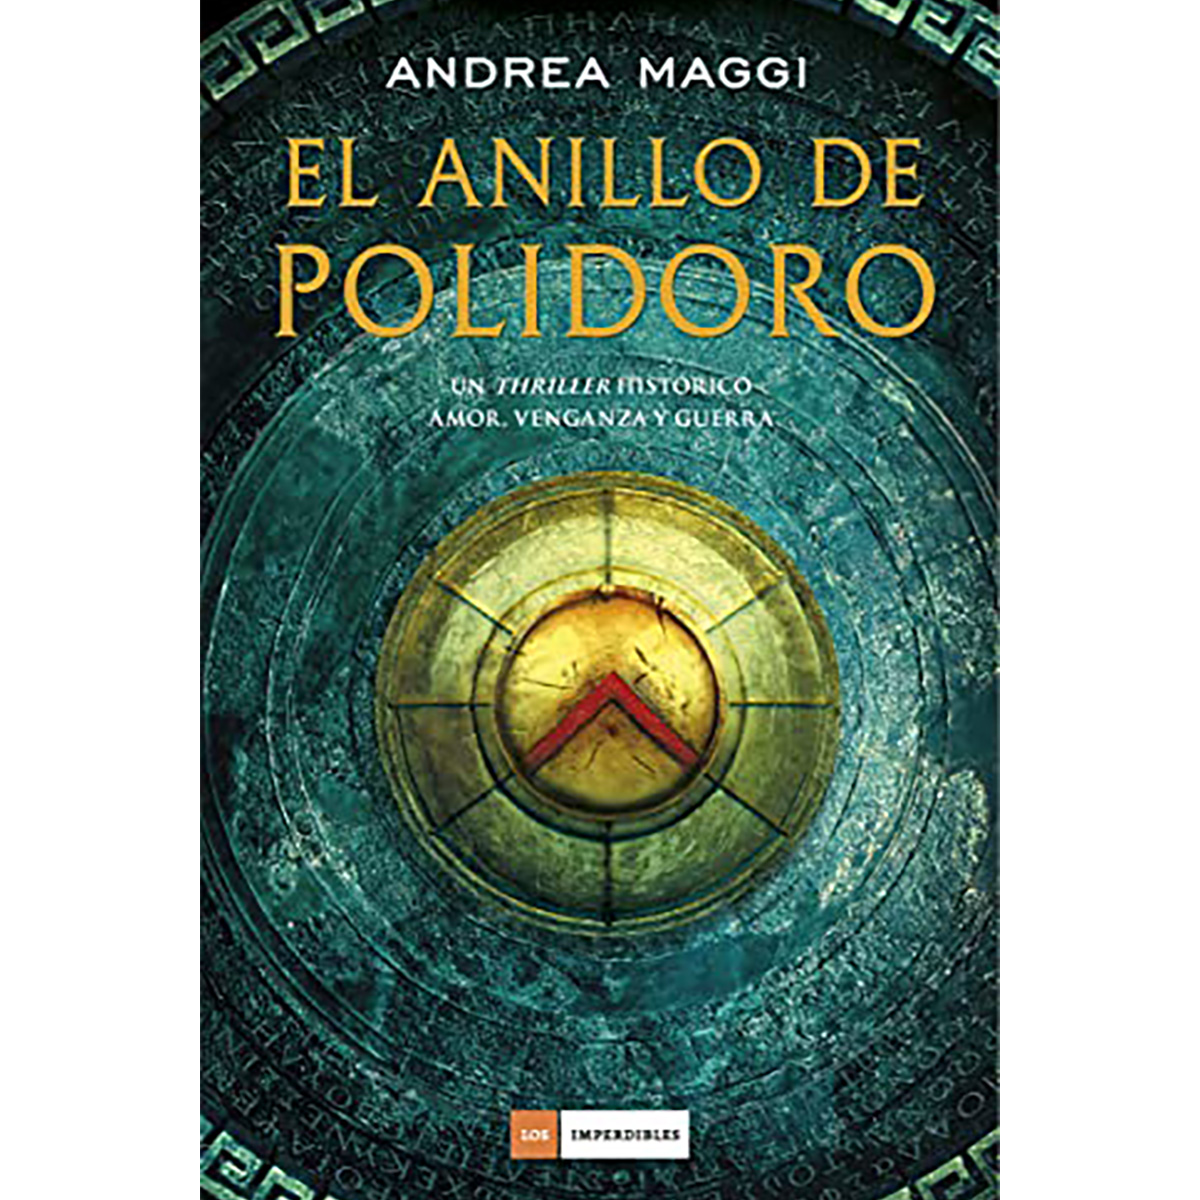 ANDREA MAGGI
EL ANILLO DE
POLIDORO
UN THRILLER HISTÓRICO
AMOR, VENGANZA Y GUERRA
LOS IMPERDIBLES